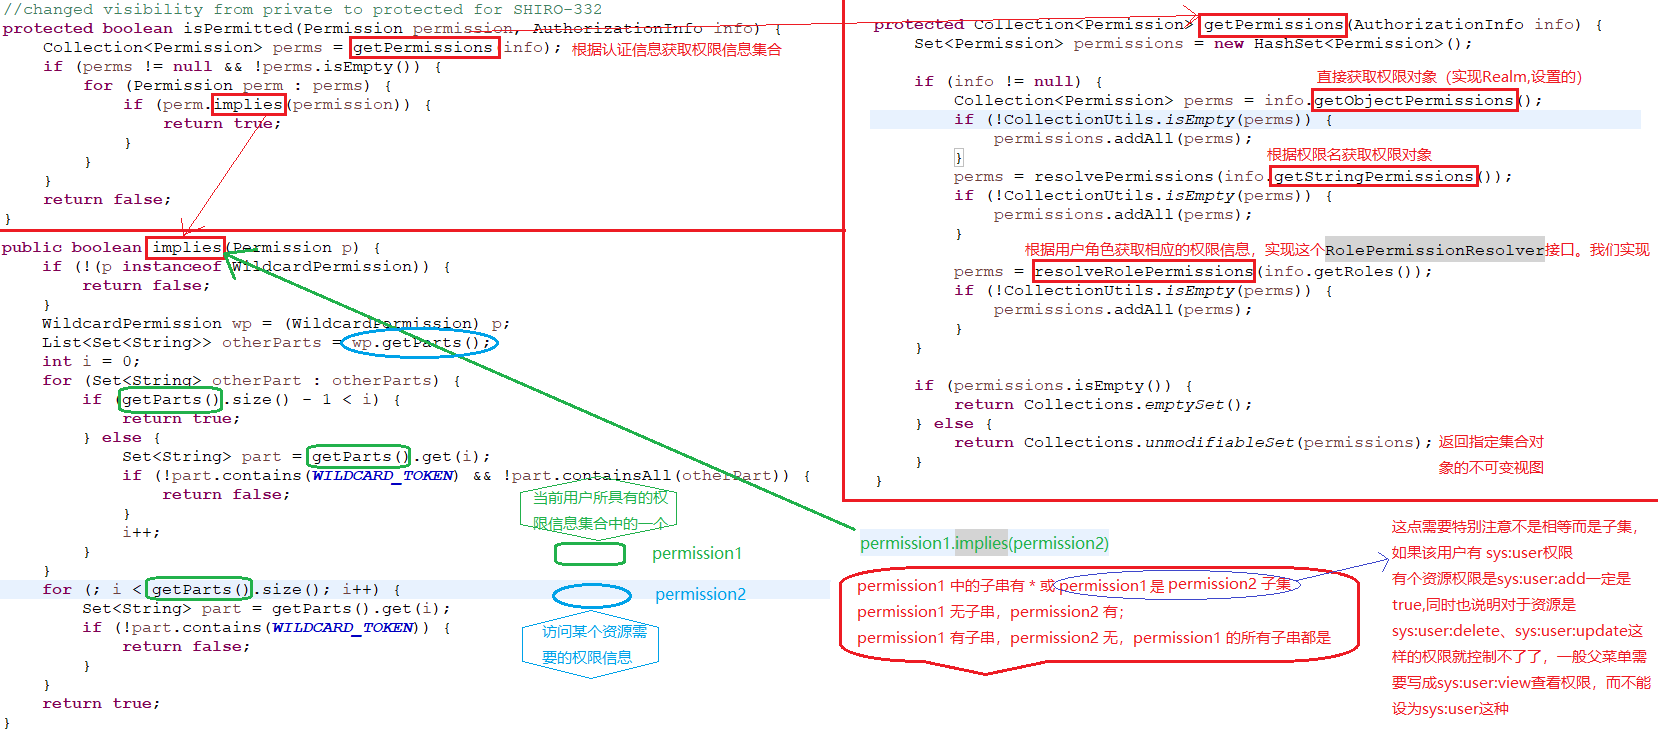 //changed visibility from private to protected for SHIRO-332
protected boolean isPermitted(Permission permission, AuthorizationInfo info) {
    Collection<Permission> perms = getPermissions(info); 根据认证信息获取权限信息集合
    if (perms != null && !perms.isEmpty()) {
        for (Permission perm : perms) {
            if (perm.implies(permission)) {
                return true;
            }
        }
    }
    return false;
}
public boolean implies(Permission p) {
    if (!(p instanceof WildcardPermission)) {
        return false;
    }
    WildcardPermission wp = (WildcardPermission) p;
    List<Set<String>> otherParts = wp.getParts();
    int i = 0;
    for (Set<String> otherPart : otherParts) {
        if (getParts().size() - 1 < i) {
            return true;
        } else {
            Set<String> part = getParts().get(i);
            if (!part.contains(WILDCARD_TOKEN) && !part.containsAll(otherPart)) {
                return false;
            }
            i++;
        }
    }
    for (; i < getParts().size(); i++) {
        Set<String> part = getParts().get(i);
        if (!part.contains(WILDCARD_TOKEN)) {
            return false;
        }
    }
    return true;
}
当前用户所具有的权
限信息集合中的一个
permission1
permission2
访问某个资源需
要的权限信息
protected Collection<Permission> getPermissions(AuthorizationInfo info) {
    Set<Permission> permissions = new HashSet<Permission>();
    if (info != null) {
直接获取权限对象（实现Realm,设置的）
        Collection<Permission> perms = info.getObjectPermissions();
        if (!CollectionUtils.isEmpty(perms)) {
            permissions.addAll(perms);
        }
根据权限名获取权限对象
        perms = resolvePermissions(info.getStringPermissions());
        if (!CollectionUtils.isEmpty(perms)) {
            permissions.addAll(perms);
        }
根据用户角色获取相应的权限信息，实现这个RolePermissionResolver接口。我们实现
        perms = resolveRolePermissions(info.getRoles());
        if (!CollectionUtils.isEmpty(perms)) {
            permissions.addAll(perms);
        }
    }
    if (permissions.isEmpty()) {
        return Collections.emptySet();
    } else {
        return Collections.unmodifiableSet(permissions); 返回指定集合对
象的不可变视图
    }
}
permission1.implies(permission2)
permission1 中的子串有 * 或permission1 是 permission2 子集
permission1 无子串，permission2 有；
permission1 有子串，permission2 无，permission1 的所有子串都是
这点需要特别注意不是相等而是子集，
如果该用户有 sys:user权限
有个资源权限是sys:user:add一定是
true,同时也说明对于资源是
sys:user:delete、sys:user:update这
样的权限就控制不了了，一般父菜单需
要写成sys:user:view查看权限，而不能
设为sys:user这种